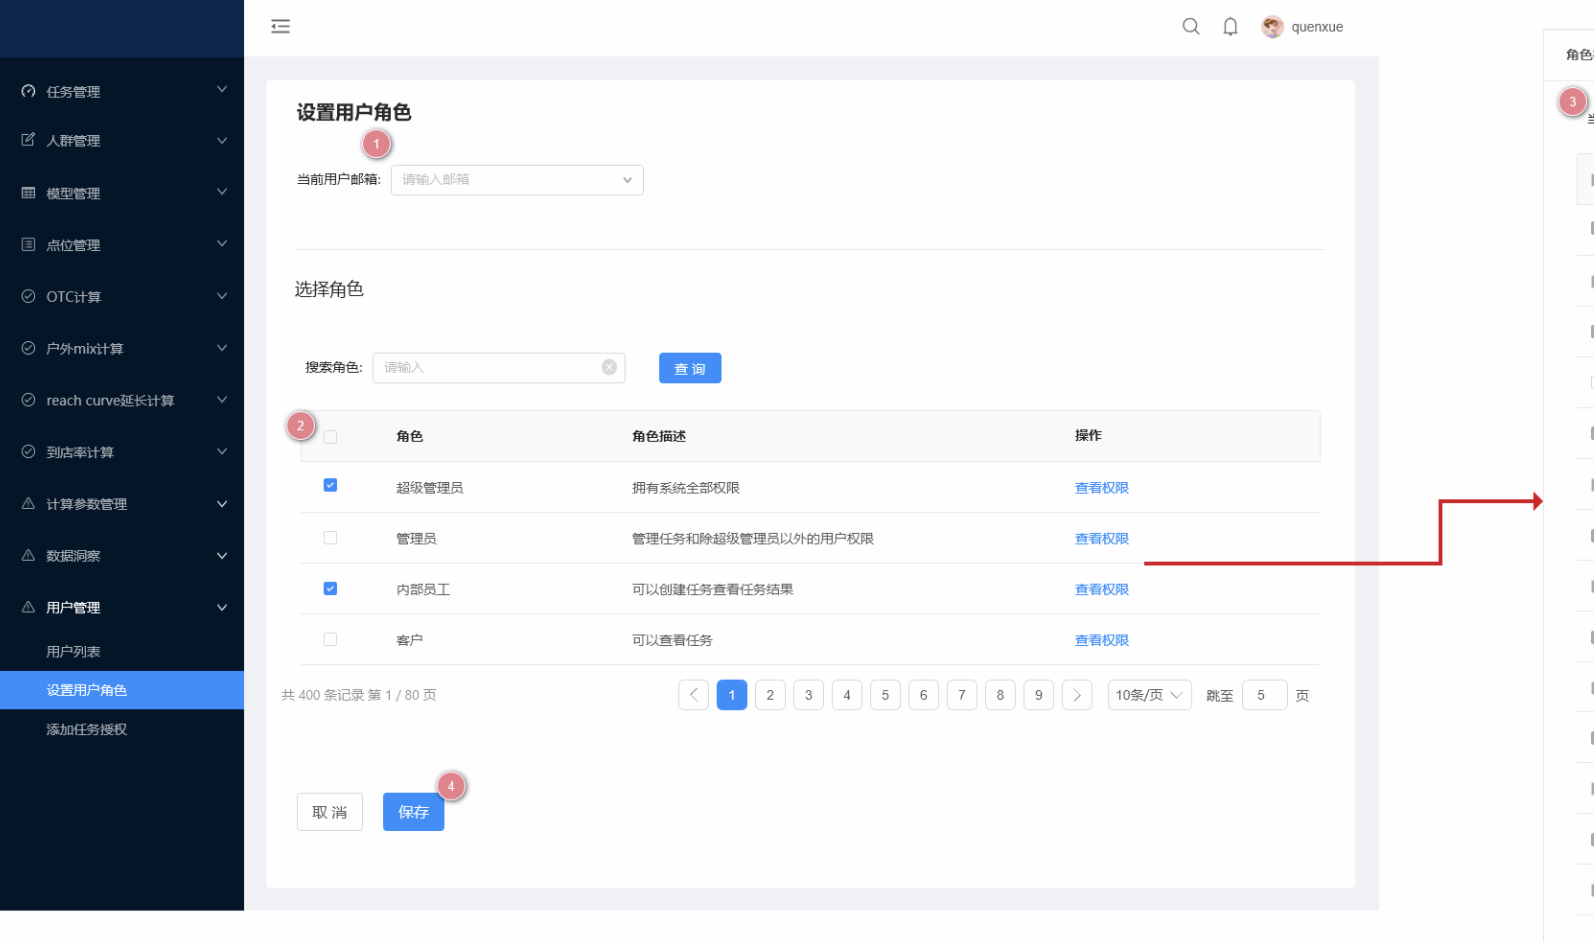 quenxue
任务管理
人群管理
模型管理
点位管理
OTC计算
户外mix计算
reach curve延长计算
到店率计算
计算参数管理
数据洞察
用户管理
用户列表
设置用户角色
添加任务授权
设置用户角色
1
当前用户邮箱: 请输入邮箱
选择角色
搜索角色: 请输入 查 询
2
角色 角色描述 操作
超级管理员 拥有系统全部权限 查看权限
管理员 管理任务和除超级管理员以外的用户权限 查看权限
内部员工 可以创建任务查看任务结果 查看权限
客户 可以查看任务 查看权限
共 400 条记录 第 1 / 80 页 1 2 3 4 5 6 7 8 9 10条/页 跳至 5 页
4
取 消 保存
角色
3